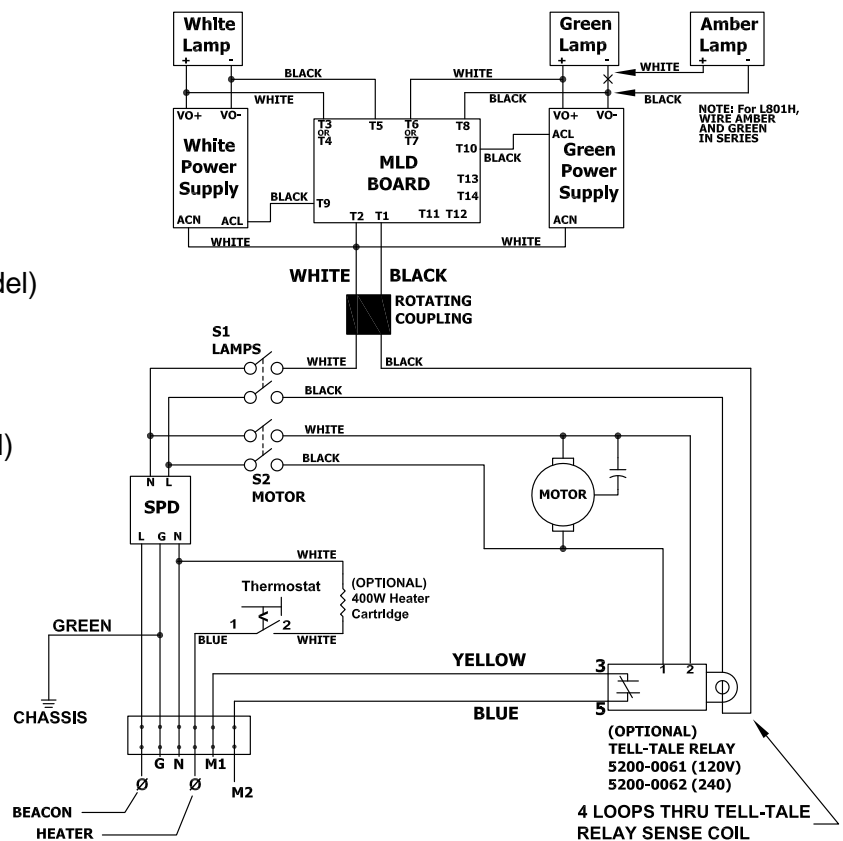 White
Lamp
+ -
Green
Lamp
+ -
Amber
Lamp
+ -
BLACK
WHITE
WHITE
WHITE
BLACK
BLACK
NOTE: For L801H,
WIRE AMBER
AND GREEN
IN SERIES
VO+ VO-
White
Power
Supply
ACN ACL
T3
OR
T4
T5
T6
OR
T7
T8
MLD
BOARD
T10
T13
T14
T9
T2 T1 T11 T12
BLACK
BLACK
VO+ VO-
ACL
Green
Power
Supply
ACN
WHITE
WHITE
WHITE BLACK
del)
ROTATING
COUPLING
S1
LAMPS
WHITE
BLACK
BLACK
l)
WHITE
BLACK
S2
MOTOR
MOTOR
N L
SPD
L G N
WHITE
Thermostat
(OPTIONAL)
400W Heater
Cartridge
1 2
BLUE
WHITE
GREEN
CHASSIS
YELLOW
BLUE
3
5
1 2
(OPTIONAL)
TELL-TALE RELAY
5200-0061 (120V)
5200-0062 (240)
4 LOOPS THRU TELL-TALE
RELAY SENSE COIL
G N M1
Ø Ø M2
BEACON
HEATER